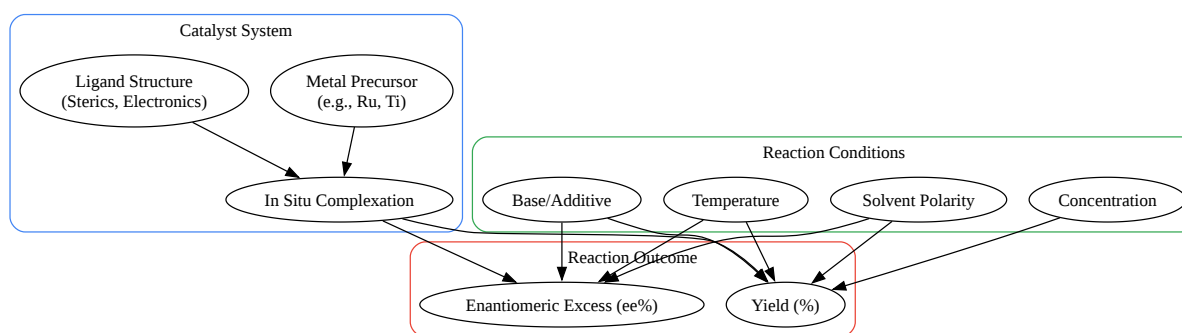 Catalyst System
Ligand Structure
(Sterics, Electronics)
Metal Precursor
(e.g., Ru, Ti)
In Situ Complexation
Reaction Conditions
Base/Additive
Temperature
Solvent Polarity
Concentration
Reaction Outcome
Enantiomeric Excess (ee%)
Yield (%)